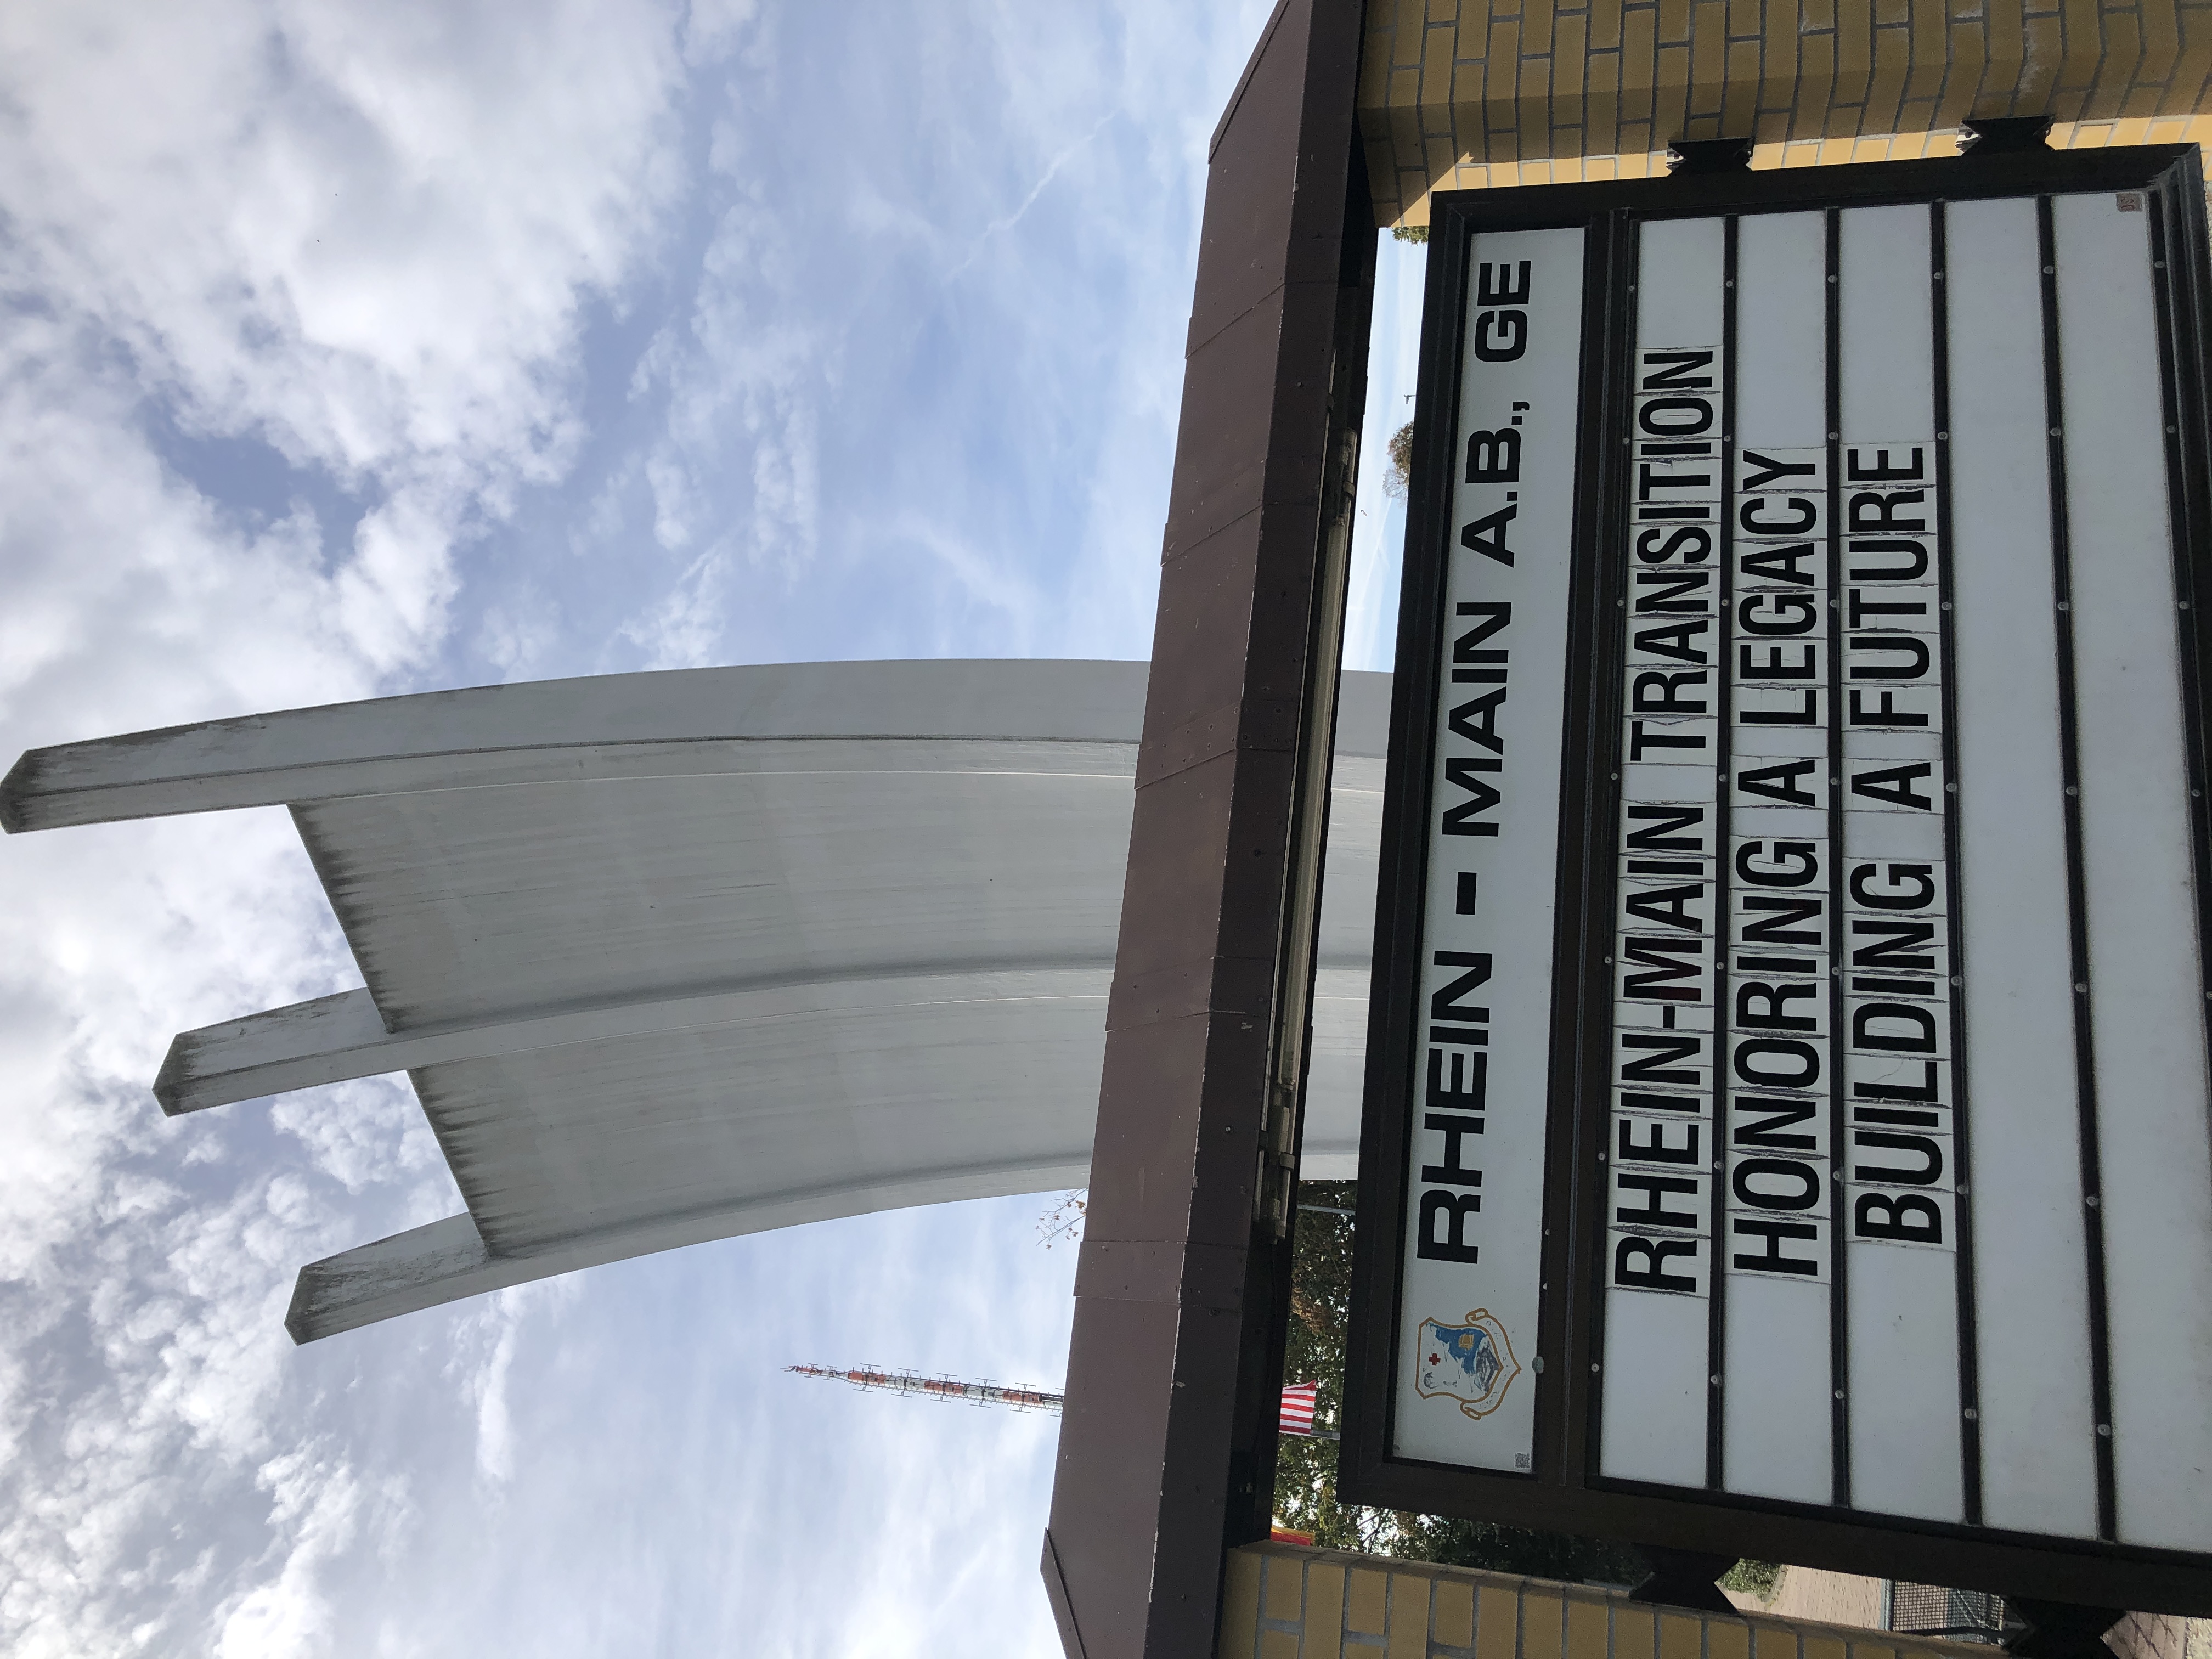 RHEIN - MAIN A.B., GE
RHEIN-MAIN TRANSITION
HONORING A LEGACY
BUILDING A FUTURE